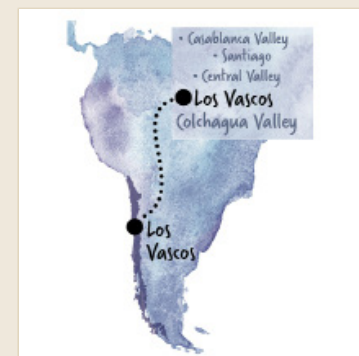 • Casablanca Valley
• Santiago
• Central Valley
Los Vascos
Colchagua Valley
Los
Vascos